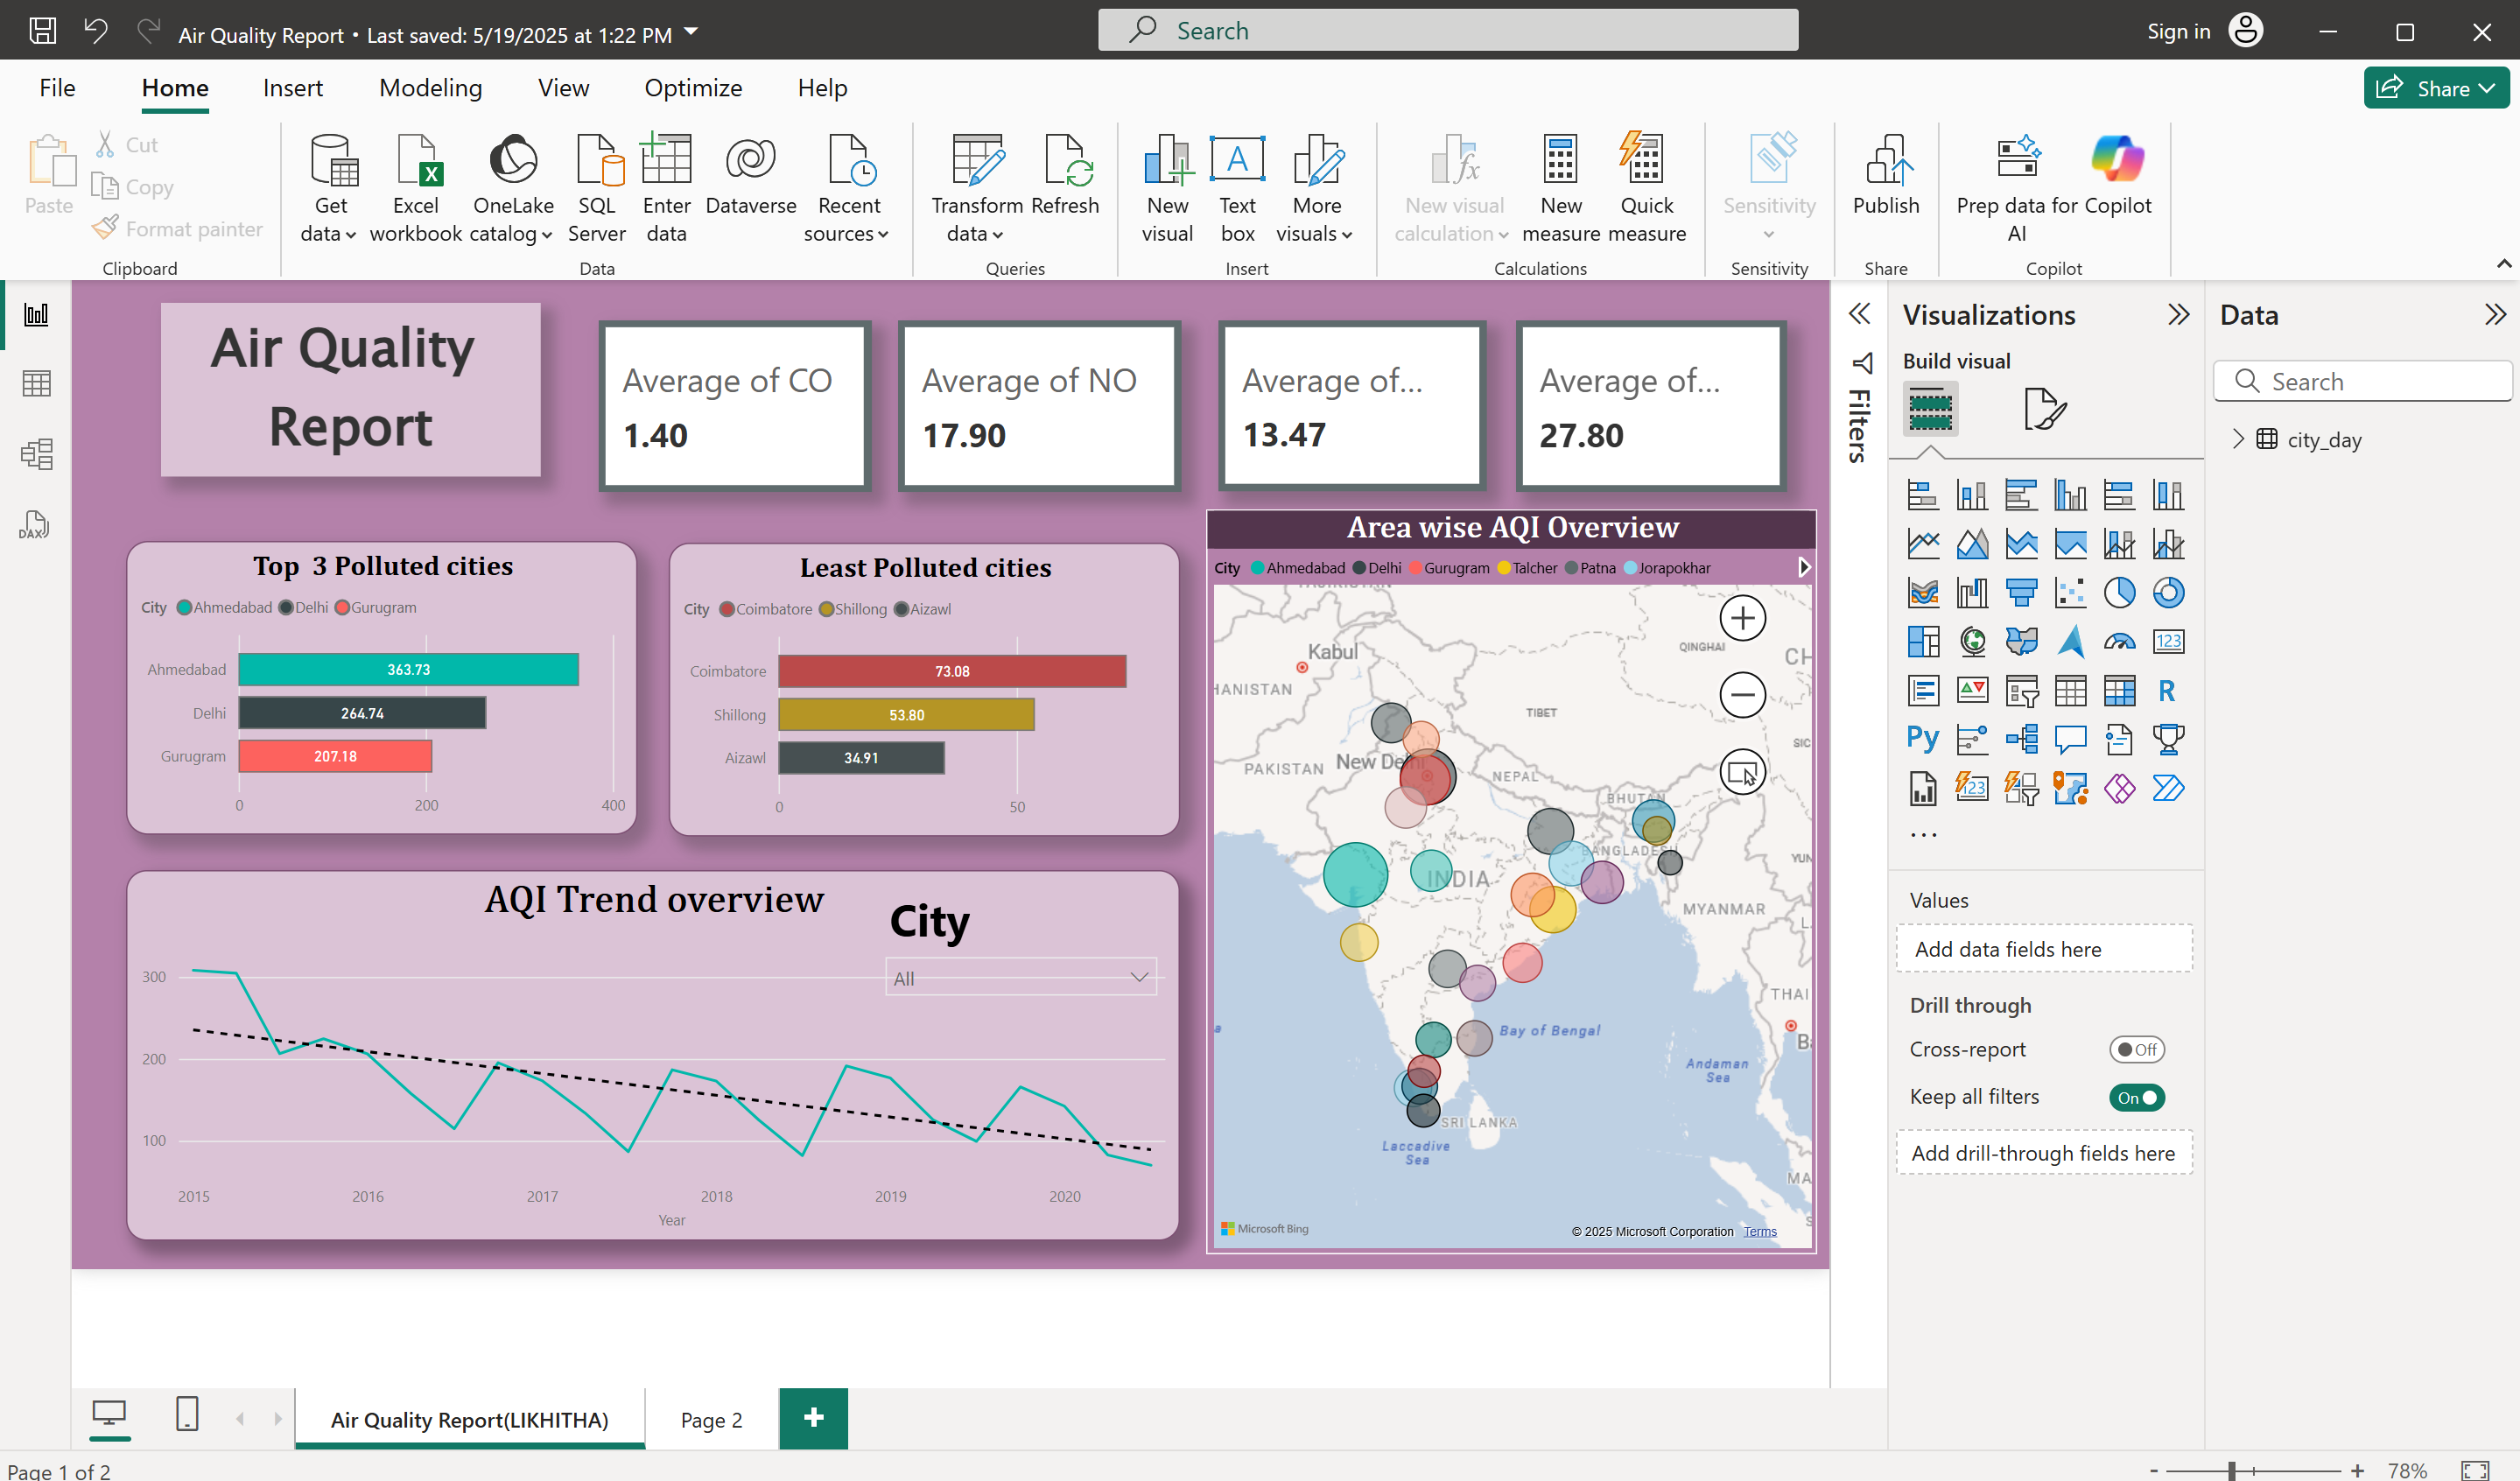 Air Quality Report • Last saved: 5/19/2025 at 1:22 PM
Search
Sign in
File Home Insert Modeling View Optimize Help
Share
Paste
Cut
Copy
Format painter
Clipboard
Get data
Excel workbook
OneLake catalog
SQL Server
Enter data
Dataverse
Recent sources
Data
Transform data
Refresh
Queries
New visual
Text box
More visuals
Insert
New visual calculation
New measure
Quick measure
Calculations
Sensitivity
Sensitivity
Publish
Share
Prep data for AI
Copilot
Copilot
Air Quality
Report
Average of CO
1.40
Average of NO
17.90
Average of...
13.47
Average of...
27.80
Top 3 Polluted cities
City Ahmedabad Delhi Gurugram
Ahmedabad 363.73
Delhi 264.74
Gurugram 207.18
0 200 400
Least Polluted cities
City Coimbatore Shillong Aizawl
Coimbatore 73.08
Shillong 53.80
Aizawl 34.91
0 50
Area wise AQI Overview
City Ahmedabad Delhi Gurugram Talcher Patna Jorapokhar
Kabul
QINGHAI
CH
HANISTAN
TIBET
SIC
PAKISTAN
New Delhi
NEPAL
BHUTAN
BANGLADESH
YUN
INDIA
MYANMAR
L
THAI
Bay of Bengal
B
Andaman
Sea
SRI LANKA
Laccadive
Sea
MA
Microsoft Bing
© 2025 Microsoft Corporation Terms
AQI Trend overview
City
All
300
200
100
2015 2016 2017 2018 2019 2020
Year
Filters
Visualizations
Build visual
123
R
Py
123
Values
Add data fields here
Drill through
Cross-report
Off
Keep all filters
On
Add drill-through fields here
Data
Search
city_day
DAX
Air Quality Report(LIKHITHA)
Page 2
+
Page 1 of 2
- + 78%